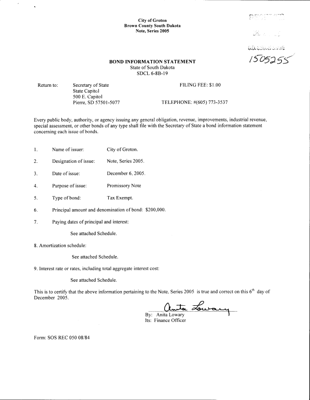 City of Groton
Brown County South Dakota
Note, Series 2005
1505255
BOND INFORMATION STATEMENT
State of South Dakota
SDCL 6-8B-19
Return to: Secretary of State FILING FEE: $1.00
State Capitol
500 E. Capitol
Pierre, SD 57501-5077 TELEPHONE: #(605) 773-3537
Every public body, authority, or agency issuing any general obligation, revenue, improvements, industrial revenue,
special assessment, or other bonds of any type shall file with the Secretary of State a bond information statement
concerning each issue of bonds.
1. Name of issuer: City of Groton.
2. Designation of issue: Note, Series 2005.
3. Date of issue: December 6, 2005.
4. Purpose of issue: Promissory Note
5. Type of bond: Tax Exempt.
6. Principal amount and denomination of bond: $200,000.
7. Paying dates of principal and interest:
See attached Schedule.
8. Amortization schedule:
See attached Schedule.
9. Interest rate or rates, including total aggregate interest cost:
See attached Schedule.
This is to certify that the above information pertaining to the Note, Series 2005 is true and correct on this 6th day of
December 2005.
Anita Lowary
By: Anita Lowary
Its: Finance Officer
Form: SOS REC 050 08/84